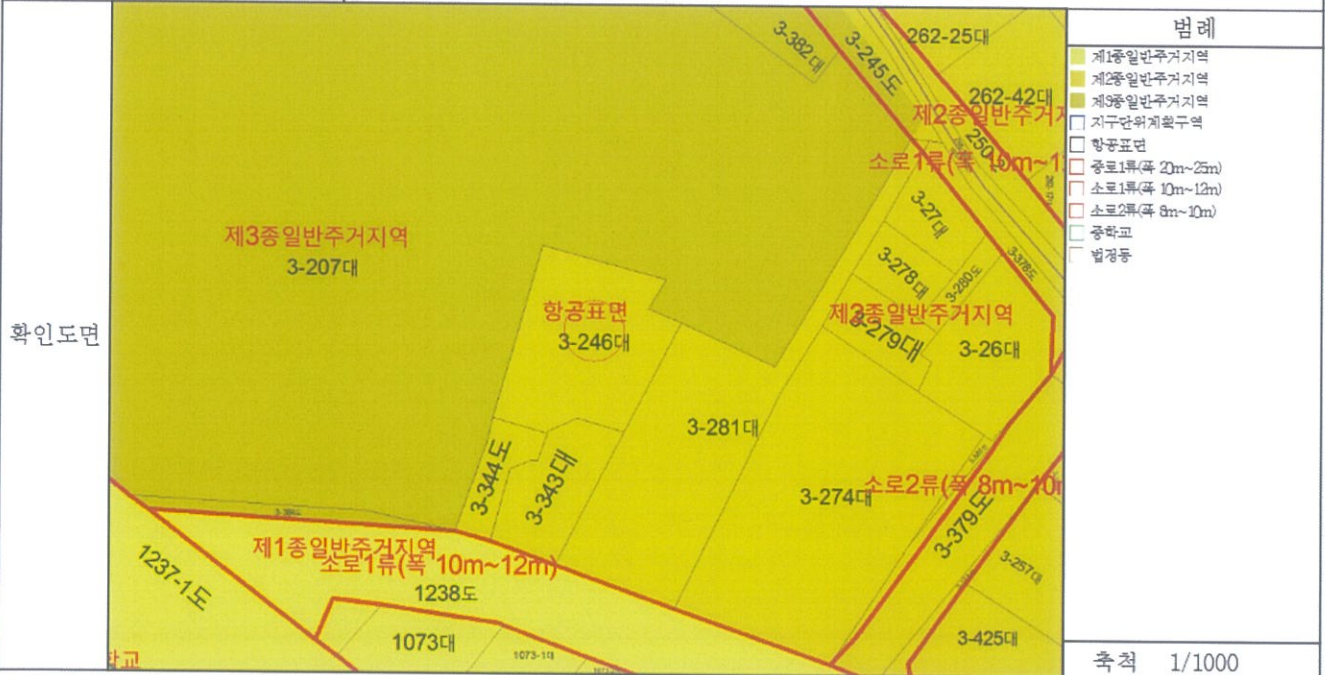 확인도면
3-382대
3-245도
262-25대
262-42대
제2종일반주거지
250
소로1류(폭 10m~1
3-27대
3-278대
3-280도
3-378도
제3종일반주거지역
3-207대
항공표면
3-246대
제3종일반주거지역
3-279대
3-26대
3-281대
3-344도
3-343대
3-274대
소로2류(폭 8m~10m
3-379도
3-257대
3-425대
제1종일반주거지역
소로1류(폭 10m~12m)
1237-1도
1238도
1073대
1073-1대
학교
범례
제1종일반주거지역
제2종일반주거지역
제3종일반주거지역
지구단위계획구역
항공표면
중로1류(폭 20m~25m)
소로1류(폭 10m~12m)
소로2류(폭 8m~10m)
중학교
법정동
축척 1/1000